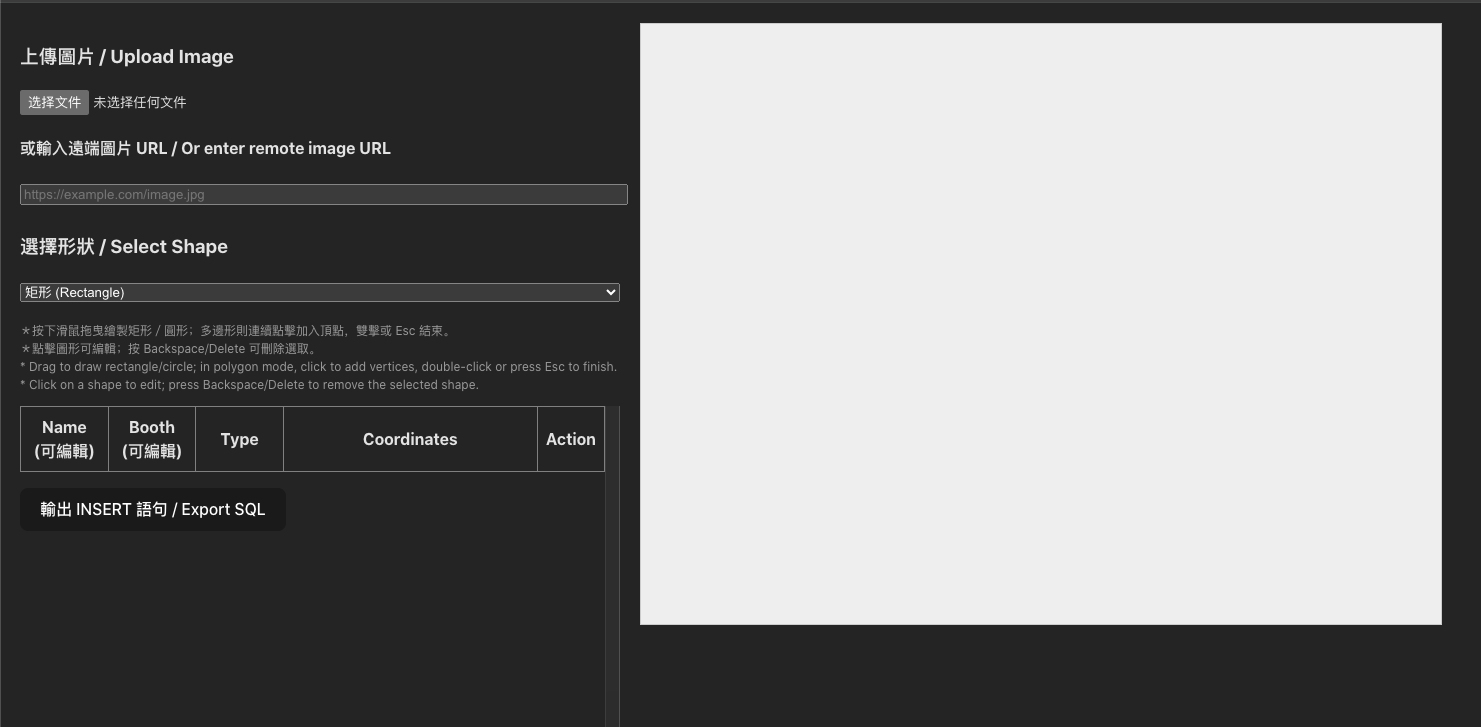 上傳圖片 / Upload Image
选择文件 未选择任何文件
或輸入遠端圖片 URL / Or enter remote image URL
https://example.com/image.jpg
選擇形狀 / Select Shape
矩形 (Rectangle)
＊按下滑鼠拖曳繪製矩形 / 圓形；多邊形則連續點擊加入頂點，雙擊或 Esc 結束。
＊點擊圖形可編輯；按 Backspace/Delete 可刪除選取。
* Drag to draw rectangle/circle; in polygon mode, click to add vertices, double-click or press Esc to finish.
* Click on a shape to edit; press Backspace/Delete to remove the selected shape.
Name (可編輯) Booth (可編輯) Type Coordinates Action
輸出 INSERT 語句 / Export SQL